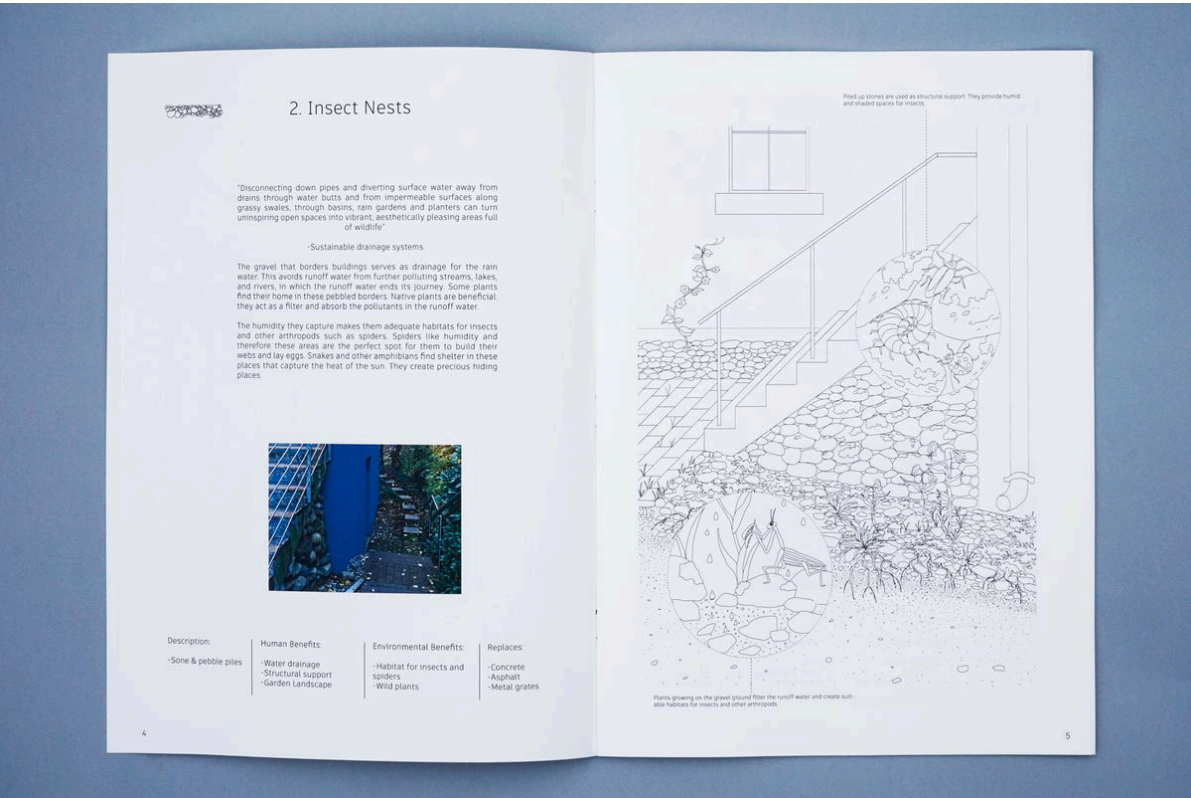 2. Insect Nests
"Disconnecting down pipes and diverting surface water away from
drains through water butts and from impermeable surfaces along
grassy swales, through basins, rain gardens and planters can turn
uninspiring open spaces into vibrant, aesthetically pleasing areas full
of wildlife"
-Sustainable drainage systems
The gravel that borders buildings serves as drainage for the rain
water. This avoids runoff water from further polluting streams, lakes,
and rivers, in which the runoff water ends its journey. Some plants
find their home in these pebbled borders. Native plants are beneficial:
they act as a filter and absorb the pollutants in the runoff water.
The humidity they capture makes them adequate habitats for insects
and other arthropods such as spiders. Spiders like humidity and
therefore these areas are the perfect spot for them to build their
webs and lay eggs. Snakes and other amphibians find shelter in these
places that capture the heat of the sun. They create precious hiding
places.
Description:
-Sone & pebble piles
Human Benefits:
-Water drainage
-Structural support
-Garden Landscape
Environmental Benefits:
-Habitat for insects and
spiders
-Wild plants
Replaces:
-Concrete
-Asphalt
-Metal grates
4
Piled up stones are used as structural support. They provide humid
and shaded spaces for insects.
Plants growing on the gravel ground filter the runoff water and create suit-
able habitats for insects and other arthropods.
5